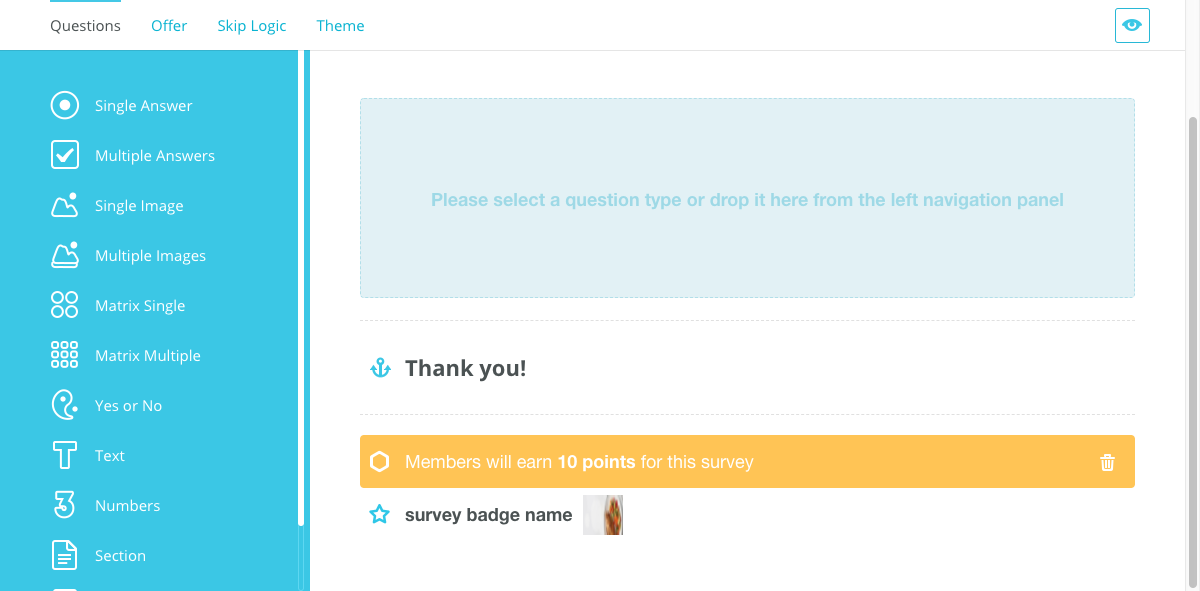 Questions Offer Skip Logic Theme
Single Answer
Multiple Answers
Single Image
Multiple Images
Matrix Single
Matrix Multiple
Yes or No
Text
Numbers
Section
Please select a question type or drop it here from the left navigation panel
Thank you!
Members will earn 10 points for this survey
survey badge name